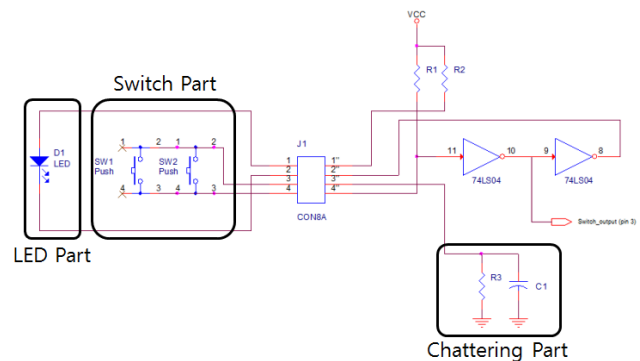 VCC
Switch Part
R1 R2
J1
D1
LED
1 2 1 2
SW1
Push
SW2
Push
4 3 4 3
1 1"
2 2"
3 3"
4 4"
CON8A
11 10 9 8
74LS04 74LS04
Switch_output (pin 3)
LED Part
R3 C1
Chattering Part